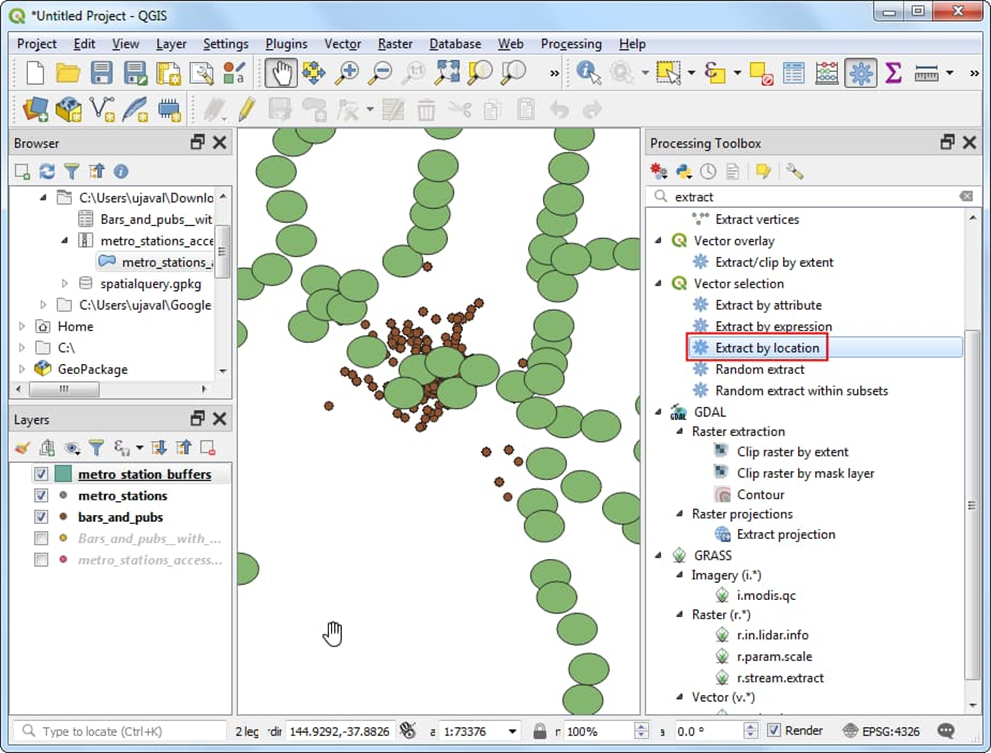 *Untitled Project - QGIS
Project Edit View Layer Settings Plugins Vector Raster Database Web Processing Help
Browser
C:\Users\ujaval\Downlo
Bars_and_pubs__wit
metro_stations_acce
metro_stations_a
spatialquery.gpkg
C:\Users\ujaval\Google
Home
C:\
GeoPackage
Layers
metro_station_buffers
metro_stations
bars_and_pubs
Bars_and_pubs__with_...
metro_stations_access...
Processing Toolbox
extract
Extract vertices
Vector overlay
Extract/clip by extent
Vector selection
Extract by attribute
Extract by expression
Extract by location
Random extract
Random extract within subsets
GDAL
GDAL
Raster extraction
Clip raster by extent
Clip raster by mask layer
Contour
Raster projections
Extract projection
GRASS
Imagery (i.*)
i.modis.qc
Raster (r.*)
r.in.lidar.info
r.param.scale
r.stream.extract
Vector (v.*)
Type to locate (Ctrl+K) 2 leg 144.9292,-37.8826 1:73376 100% 0.0 ° Render EPSG:4326